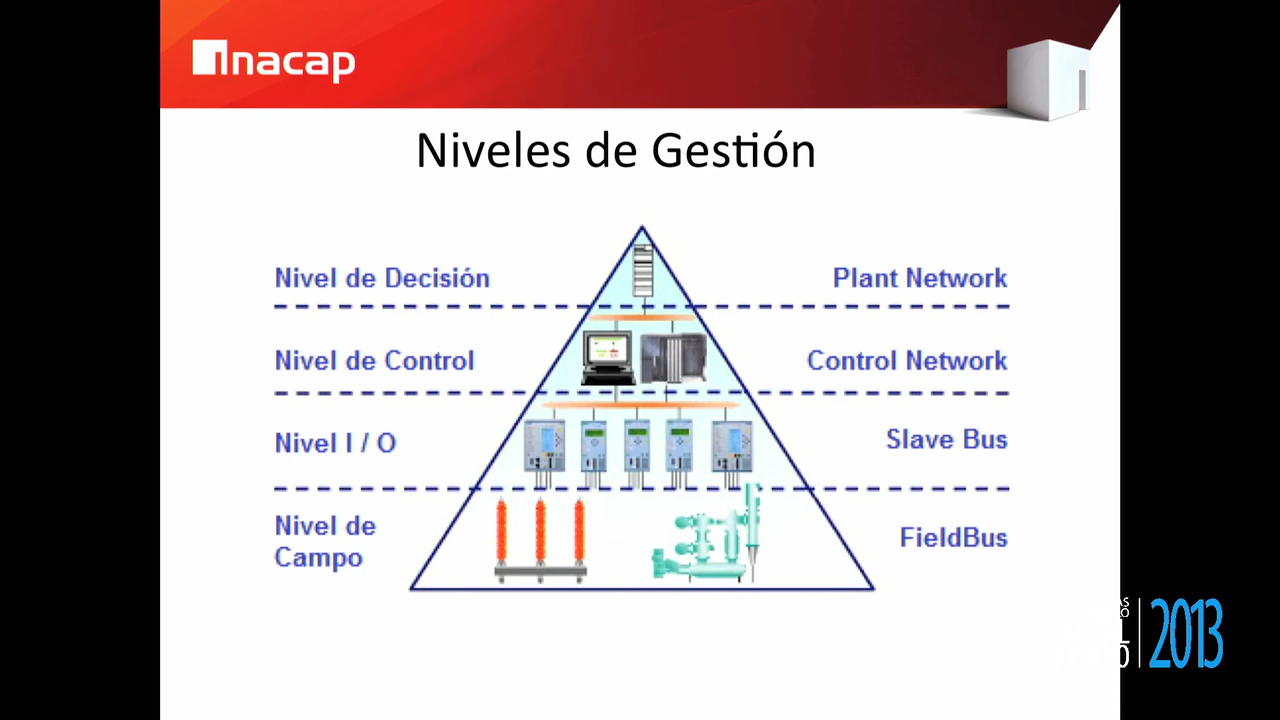 Inacap
Niveles de Gestión
Nivel de Decisión
Plant Network
Nivel de Control
Control Network
Nivel I / O
Slave Bus
Nivel de
Campo
FieldBus
2013